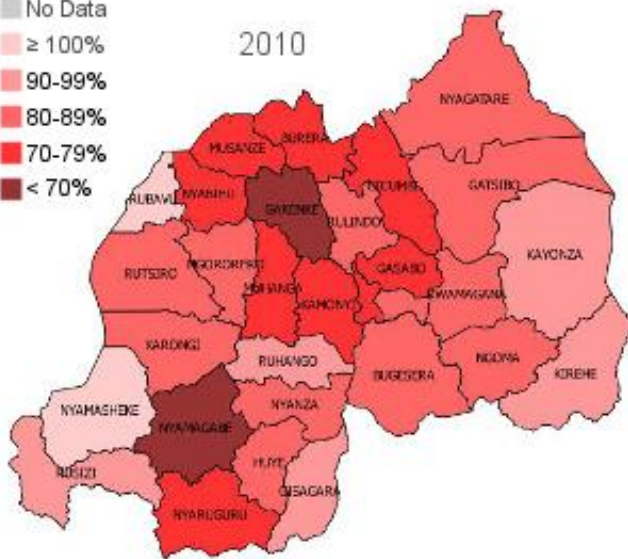 No Data
≥ 100%
2010
90-99%
80-89%
70-79%
< 70%
NYAGATARE
BURERA
MUSANZE
GICUMBI
GATSIBO
NYABIHU
RUBAVU
GAKENKE
RULINDO
KAYONZA
NGORORERO
GASABO
RUTSIRO
MUHANGA
RWAMAGANA
KAMONYI
KARONGI
RUHANGO
NGOMA
BUGESERA
KIREHE
NYAMASHEKE
NYANZA
NYAMAGABE
HUYE
RUSIZI
GISAGARA
NYARUGURU